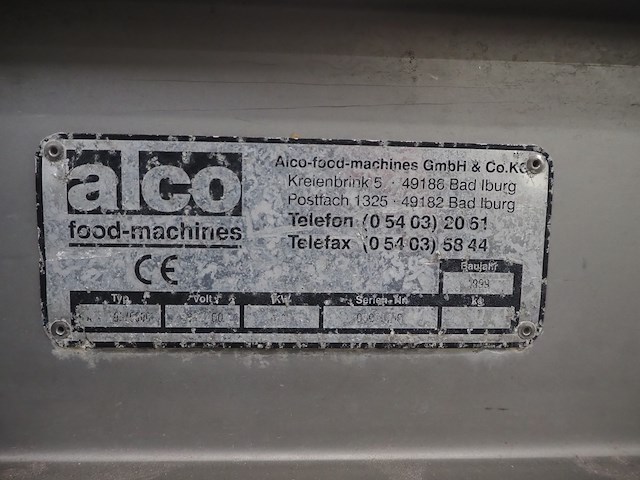 alco
food-machines
Alco-food-machines GmbH & Co.KG
Kreienbrink 5 · 49186 Bad Iburg
Postfach 1325 · 49182 Bad Iburg
Telefon (0 54 03) 20 61
Telefax (0 54 03) 58 44
CE
Baujahr
1999
Typ Volt KW Serien-Nr. kg